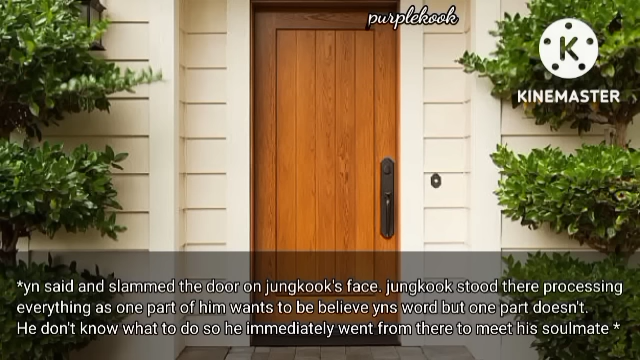 purplekook
KINEMASTER
*yn said and slammed the door on jungkook's face. jungkook stood there processing
everything as one part of him wants to be believe yns word but one part doesn't.
He don't know what to do so he immediately went from there to meet his soulmate *